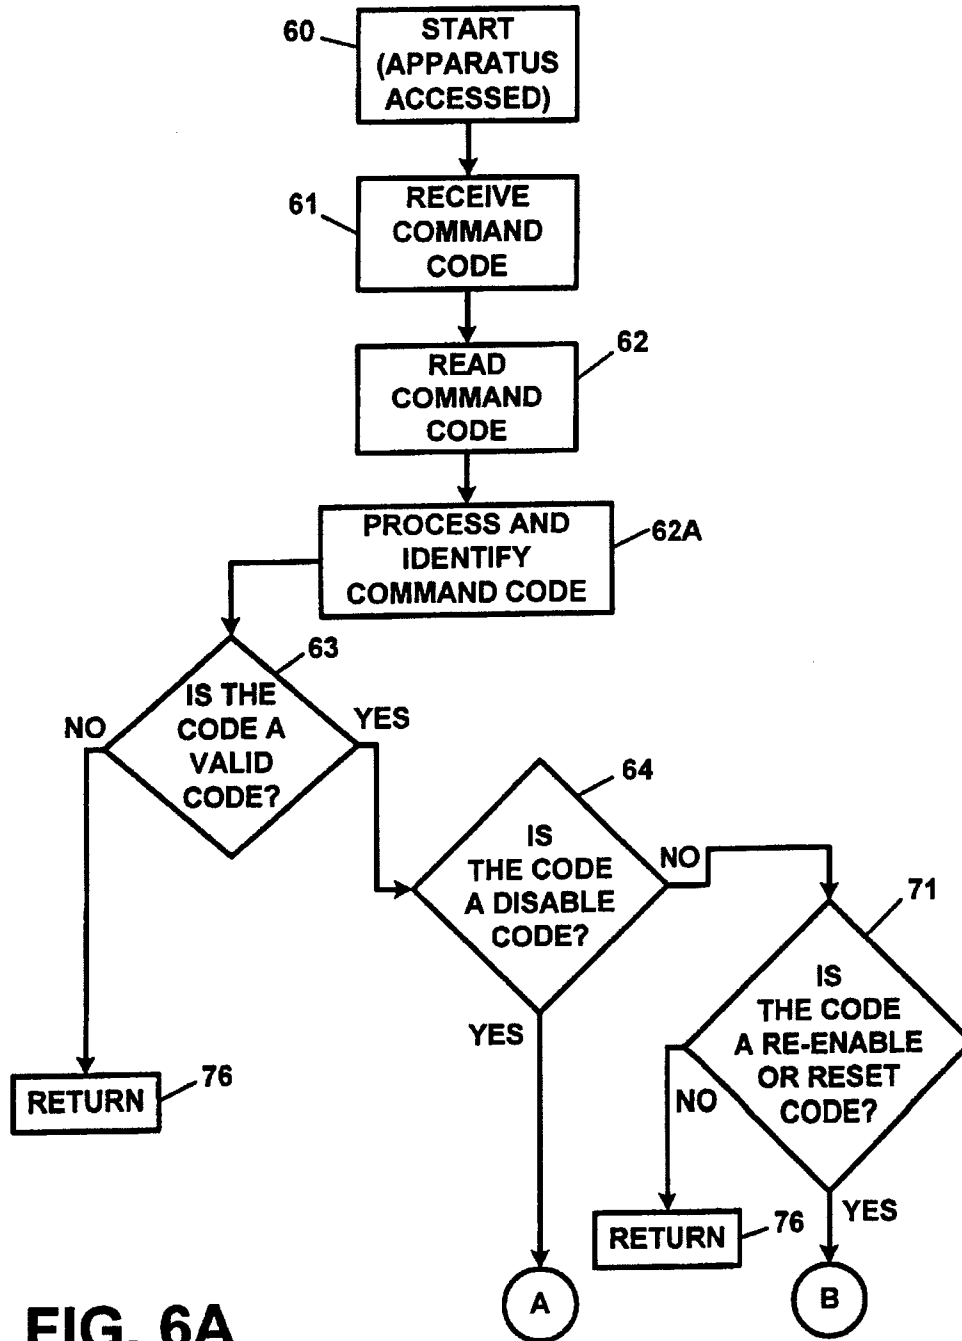 60
START
(APPARATUS
ACCESSED)
61
RECEIVE
COMMAND
CODE
62
READ
COMMAND
CODE
PROCESS AND
IDENTIFY
COMMAND CODE
62A
63
IS THE
CODE A
VALID
CODE?
NO
YES
64
IS
THE CODE
A DISABLE
CODE?
NO
YES
71
IS
THE CODE
A RE-ENABLE
OR RESET
CODE?
NO
YES
RETURN
76
RETURN
76
A
B
FIG. 6A